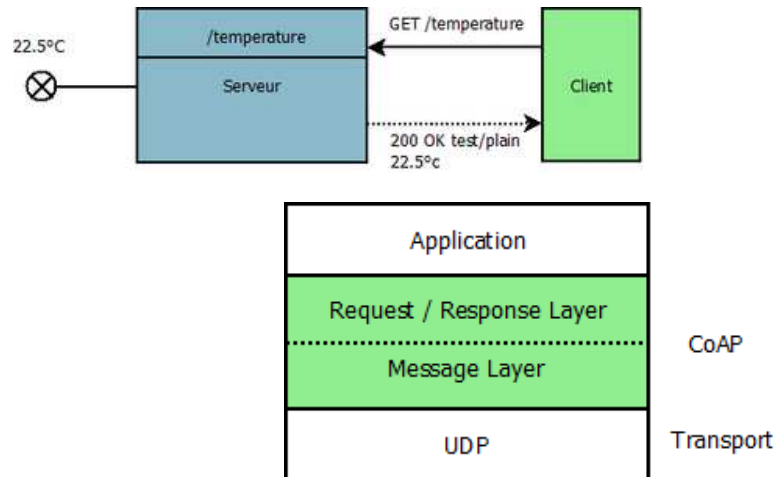 GET /temperature
22.5°C
/temperature
Serveur
Client
200 OK test/plain
22.5°c
Application
Request / Response Layer
CoAP
Message Layer
UDP
Transport